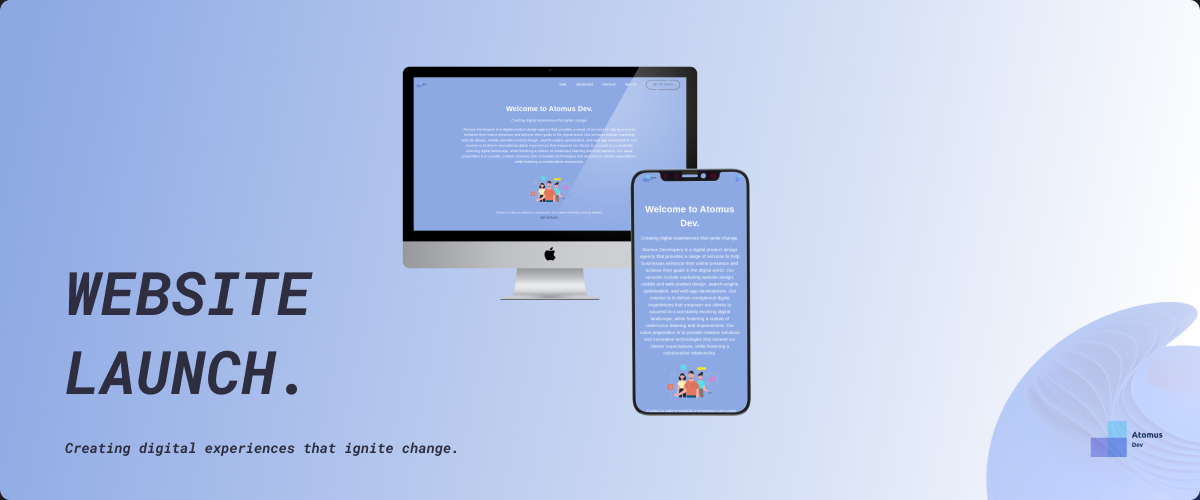 Welcome to Atomus Dev.
Creating digital experiences that ignite change.
Welcome to Atomus
Dev.
Creating digital experiences that ignite change.
Atomus Developers is a digital product design
agency that provides a range of services to help
businesses enhance their online presence and
achieve their goals in the digital world. Our
services include marketing website design,
mobile and web product design, search-engine
optimization, and web app development. Our
mission is to deliver exceptional digital
experiences that empower our clients to
succeed in a constantly evolving digital
landscape, while fostering a culture of
continuous learning and improvement. Our
value proposition is to provide creative solutions
and innovative technologies that exceed our
clients' expectations, while fostering a
collaborative relationship.
WEBSITE
LAUNCH.
Creating digital experiences that ignite change.
Atomus
Dev